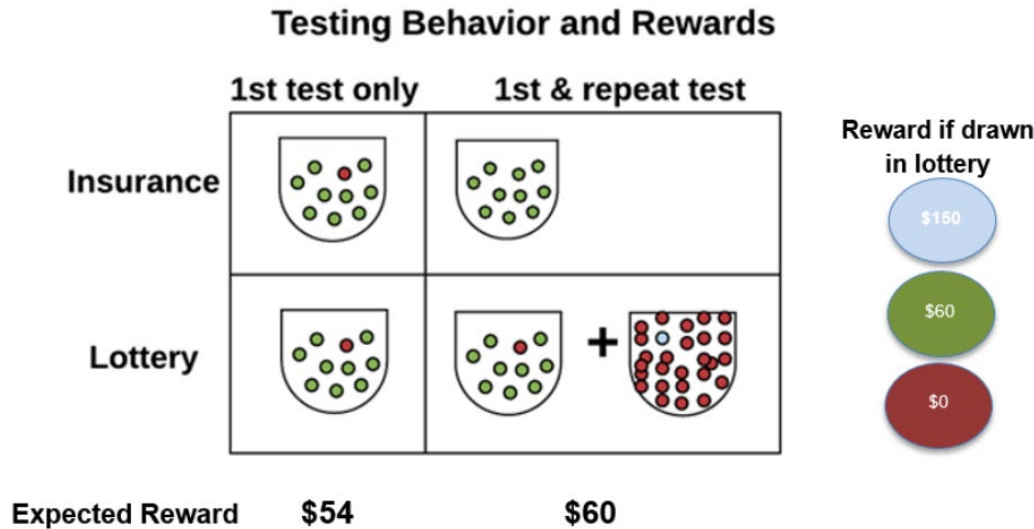 Testing Behavior and Rewards
1st test only
1st & repeat test
Reward if drawn
in lottery
Insurance
$150
$60
+
Lottery
$0
Expected Reward
$54
$60